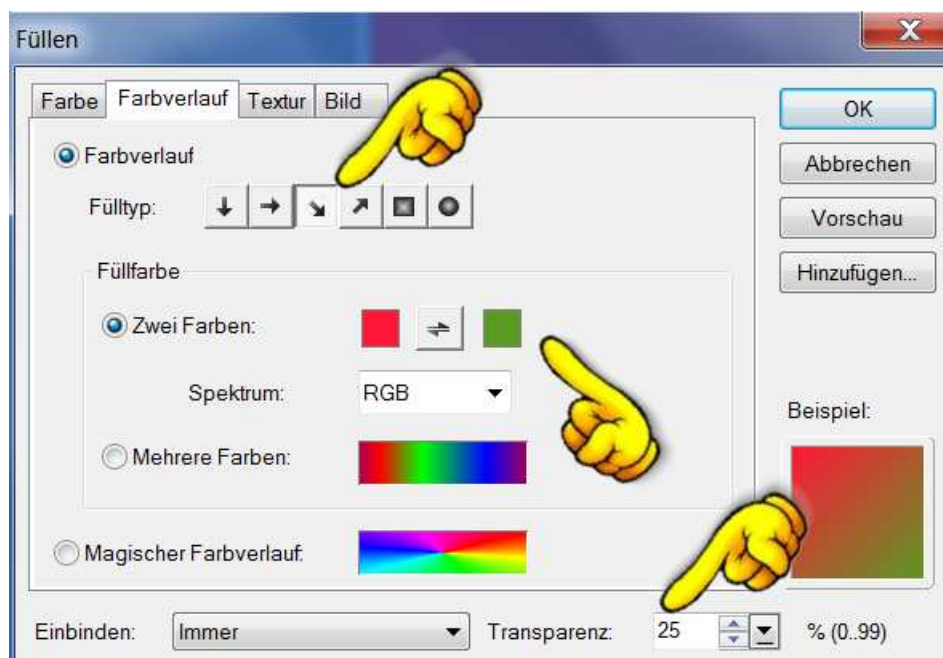 Füllen
X
Farbe Farbverlauf Textur Bild
OK
Farbverlauf
Abbrechen
Fülltyp:
Vorschau
Füllfarbe
Hinzufügen...
Zwei Farben:
Spektrum: RGB
Beispiel:
Mehrere Farben:
Magischer Farbverlauf:
Einbinden: Immer Transparenz: 25 % (0..99)